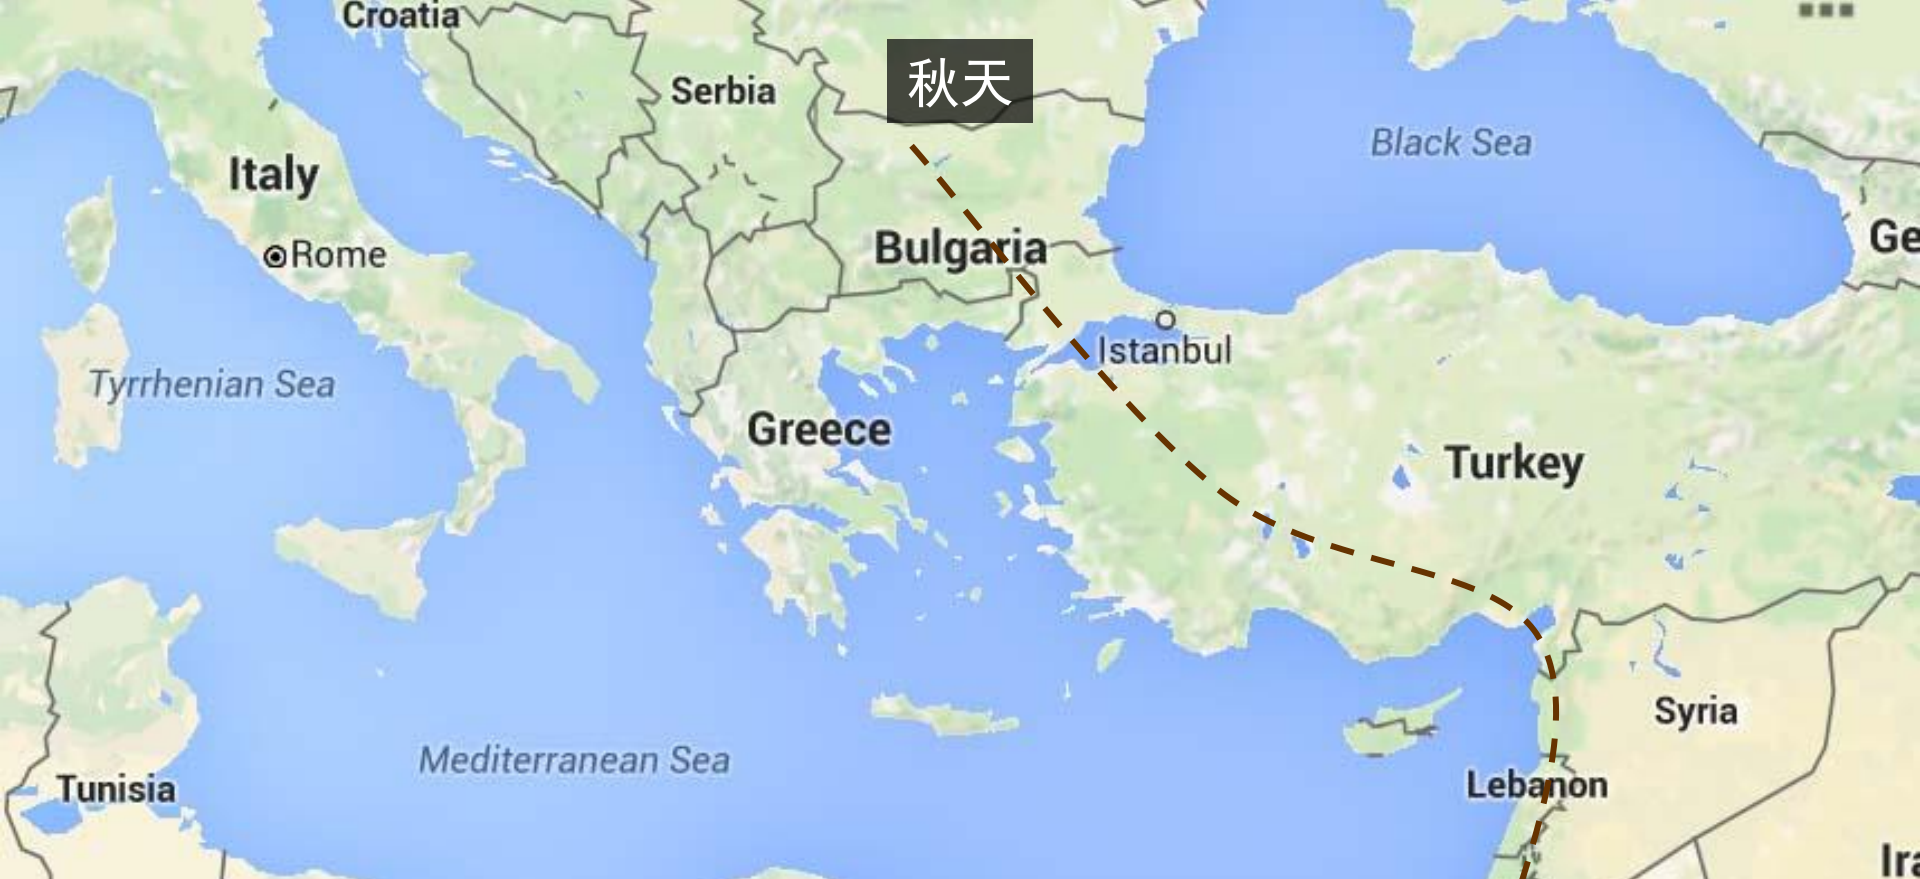 Croatia
秋天
Serbia
Black Sea
Italy
Ge
Bulgaria
Rome
Istanbul
Tyrrhenian Sea
Greece
Turkey
Syria
Mediterranean Sea
Lebanon
Tunisia
Ira